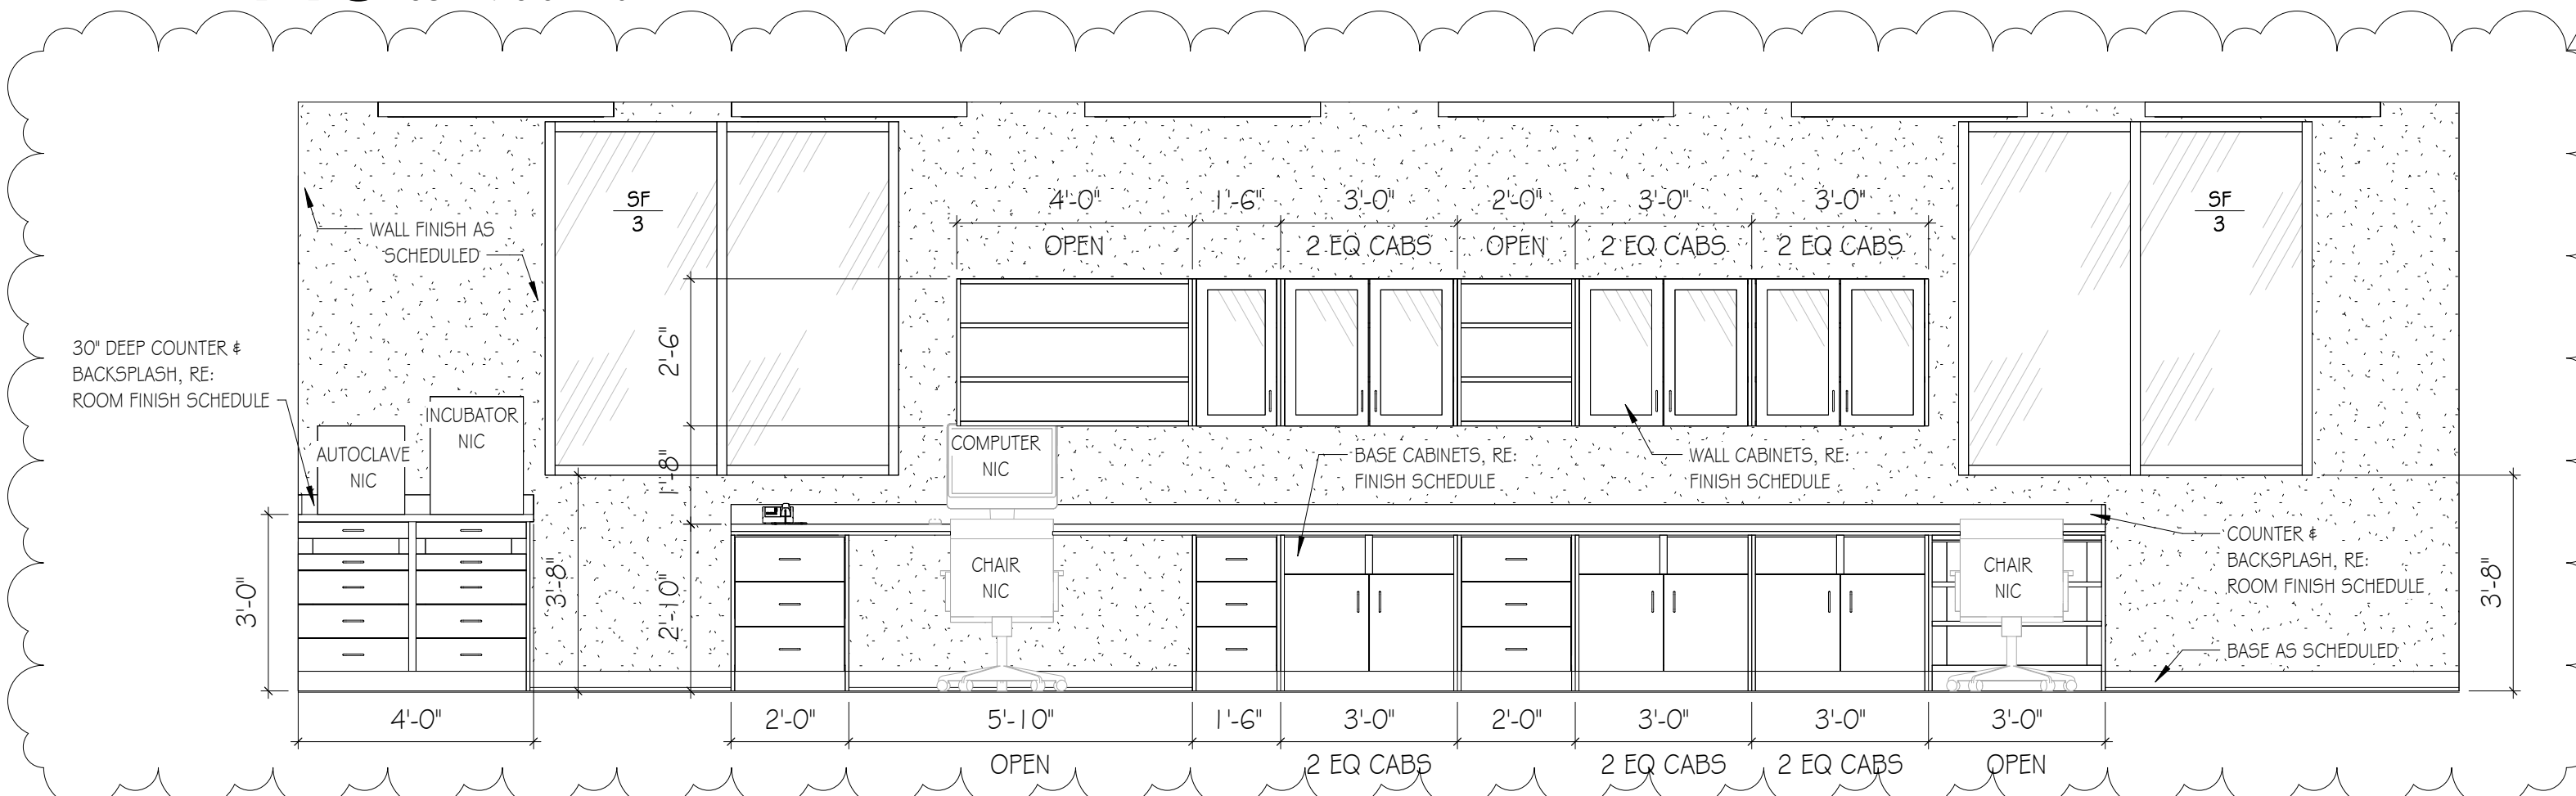 SF
3
SF
3
4'-0"
1'-6"
3'-0"
2'-0"
3'-0"
3'-0"
OPEN
2 EQ CABS
OPEN
2 EQ CABS
2 EQ CABS
WALL FINISH AS
SCHEDULED
30" DEEP COUNTER &
BACKSPLASH, RE:
ROOM FINISH SCHEDULE
AUTOCLAVE
NIC
INCUBATOR
NIC
2'-6"
1'-8"
2'-10"
3'-8"
3'-0"
COMPUTER
NIC
CHAIR
NIC
BASE CABINETS, RE:
FINISH SCHEDULE
WALL CABINETS, RE:
FINISH SCHEDULE
CHAIR
NIC
COUNTER &
BACKSPLASH, RE:
ROOM FINISH SCHEDULE
BASE AS SCHEDULED
3'-8"
4'-0"
2'-0"
5'-10"
1'-6"
3'-0"
2'-0"
3'-0"
3'-0"
3'-0"
OPEN
2 EQ CABS
2 EQ CABS
2 EQ CABS
OPEN